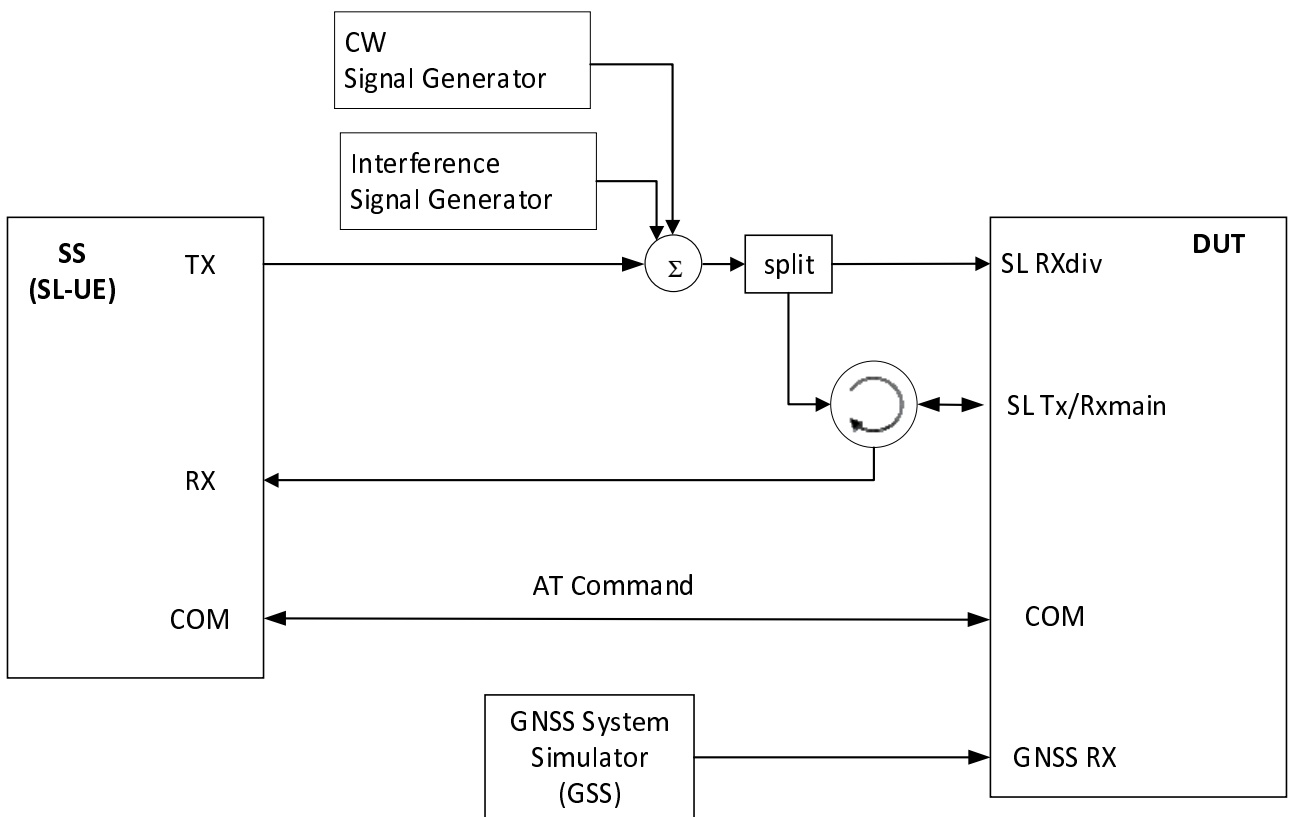 CW
Signal Generator
Interference
Signal Generator
SS
(SL-UE)
TX
Σ
split
SL RXdiv
DUT
SL Tx/Rxmain
RX
AT Command
COM
COM
GNSS System
Simulator
(GSS)
GNSS RX